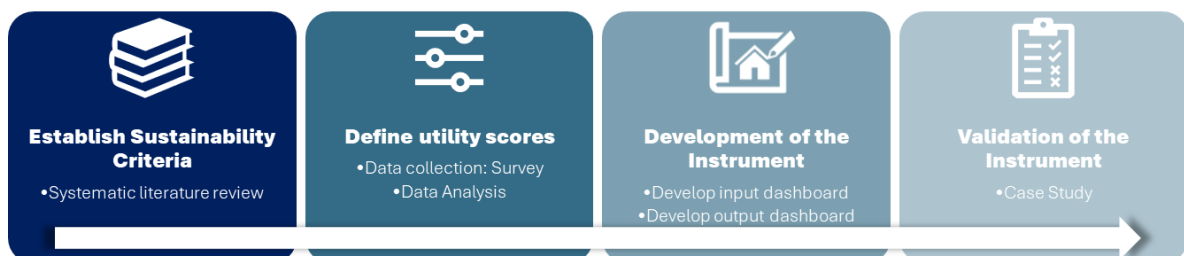 Establish Sustainability
Criteria
•Systematic literature review
Define utility scores
•Data collection: Survey
•Data Analysis
Development of the
Instrument
•Develop input dashboard
•Develop output dashboard
Validation of the
Instrument
•Case Study